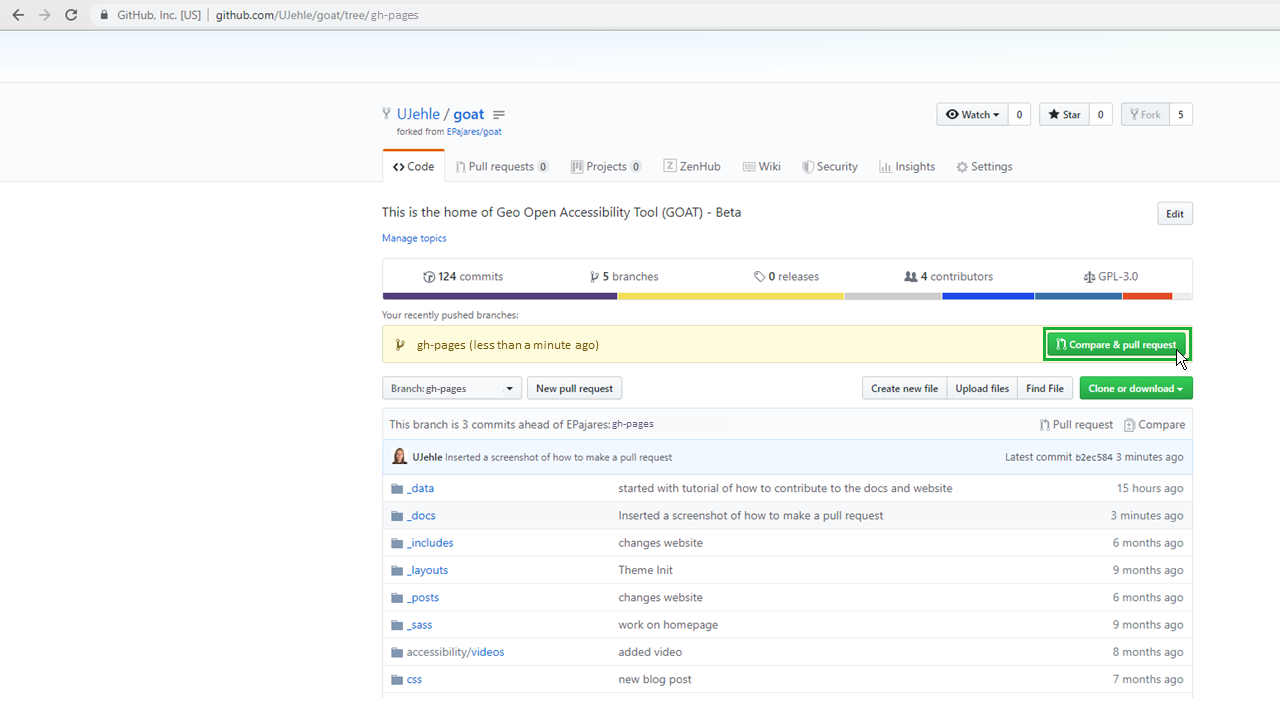 GitHub, Inc. [US] | github.com/UJehle/goat/tree/gh-pages
UJehle / goat
Watch 0 Star 0 Fork 5
forked from EPajares/goat
Code Pull requests 0 Projects 0 ZenHub Wiki Security Insights Settings
This is the home of Geo Open Accessibility Tool (GOAT) - Beta
Edit
Manage topics
124 commits 5 branches 0 releases 4 contributors GPL-3.0
Your recently pushed branches:
gh-pages (less than a minute ago) Compare & pull request
Branch: gh-pages New pull request Create new file Upload files Find File Clone or download
This branch is 3 commits ahead of EPajares:gh-pages Pull request Compare
UJehle Inserted a screenshot of how to make a pull request Latest commit b2ec584 3 minutes ago
_data started with tutorial of how to contribute to the docs and website 15 hours ago
_docs Inserted a screenshot of how to make a pull request 3 minutes ago
_includes changes website 6 months ago
_layouts Theme Init 9 months ago
_posts changes website 6 months ago
_sass work on homepage 9 months ago
accessibility/videos added video 8 months ago
css new blog post 7 months ago